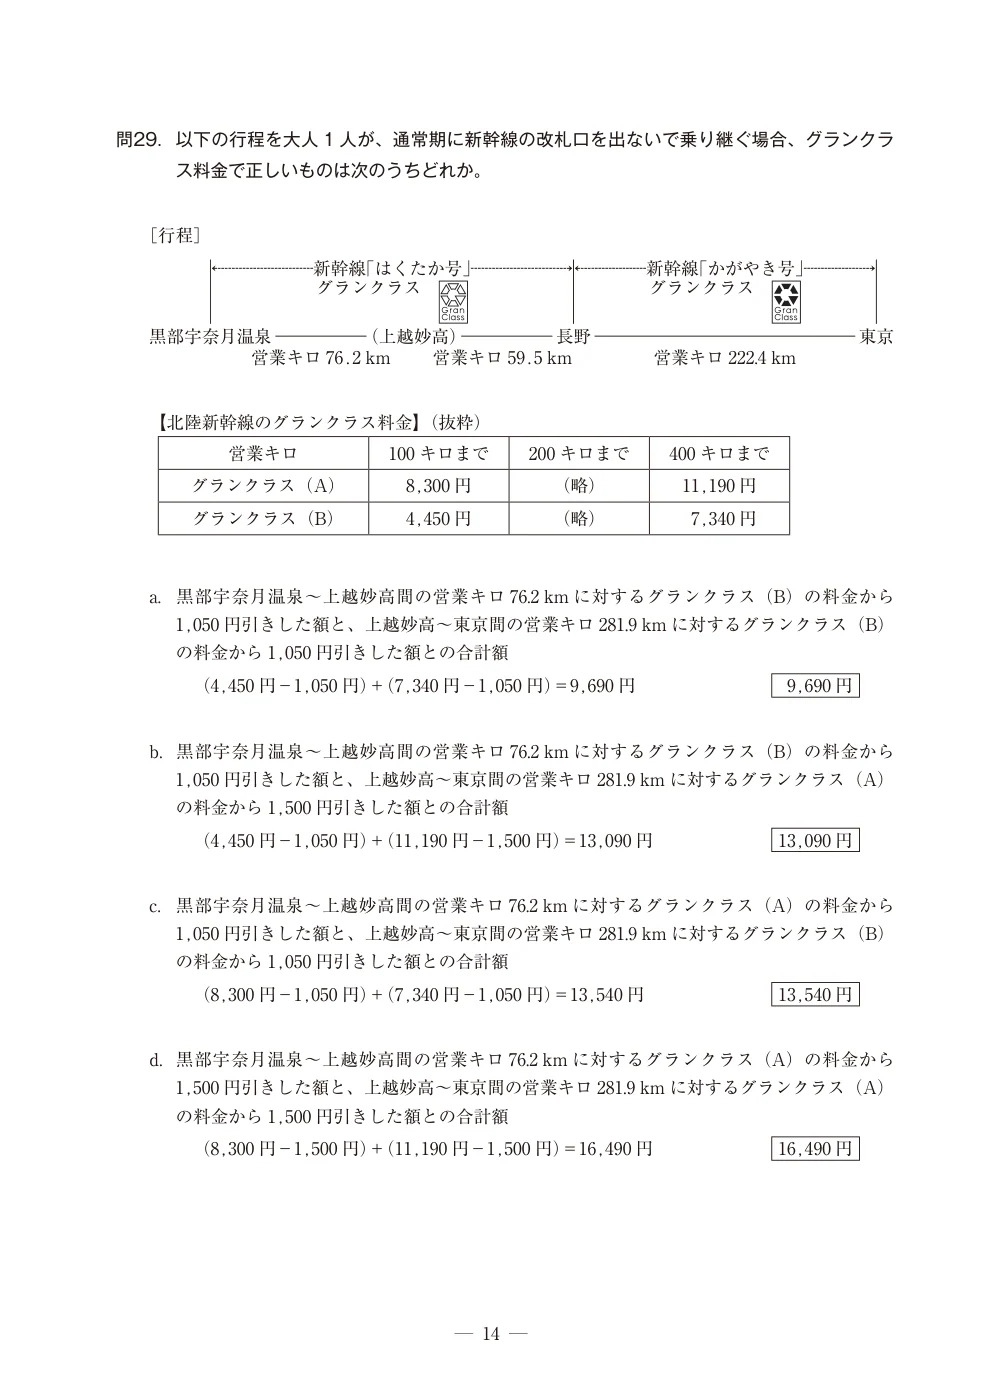 問29. 以下の行程を大人1人が、通常期に新幹線の改札口を出ないで乗り継ぐ場合、グランクラ
ス料金で正しいものは次のうちどれか。
［行程］
新幹線「はくたか号」 新幹線「かがやき号」
グランクラス Gran Class グランクラス Gran Class
黒部宇奈月温泉 （上越妙高） 長野 東京
営業キロ 76.2 km 営業キロ 59.5 km 営業キロ 222.4 km
【北陸新幹線のグランクラス料金】（抜粋）
営業キロ 100 キロまで 200 キロまで 400 キロまで
グランクラス（A） 8,300 円 （略） 11,190 円
グランクラス（B） 4,450 円 （略） 7,340 円
a. 黒部宇奈月温泉～上越妙高間の営業キロ 76.2 km に対するグランクラス（B）の料金から
1,050 円引きした額と、上越妙高～東京間の営業キロ 281.9 km に対するグランクラス（B）
の料金から 1,050 円引きした額との合計額
（4,450 円－1,050 円）＋（7,340 円－1,050 円）＝9,690 円 9,690 円
b. 黒部宇奈月温泉～上越妙高間の営業キロ 76.2 km に対するグランクラス（B）の料金から
1,050 円引きした額と、上越妙高～東京間の営業キロ 281.9 km に対するグランクラス（A）
の料金から 1,500 円引きした額との合計額
（4,450 円－1,050 円）＋（11,190 円－1,500 円）＝13,090 円 13,090 円
c. 黒部宇奈月温泉～上越妙高間の営業キロ 76.2 km に対するグランクラス（A）の料金から
1,050 円引きした額と、上越妙高～東京間の営業キロ 281.9 km に対するグランクラス（B）
の料金から 1,050 円引きした額との合計額
（8,300 円－1,050 円）＋（7,340 円－1,050 円）＝13,540 円 13,540 円
d. 黒部宇奈月温泉～上越妙高間の営業キロ 76.2 km に対するグランクラス（A）の料金から
1,500 円引きした額と、上越妙高～東京間の営業キロ 281.9 km に対するグランクラス（A）
の料金から 1,500 円引きした額との合計額
（8,300 円－1,500 円）＋（11,190 円－1,500 円）＝16,490 円 16,490 円
— 14 —